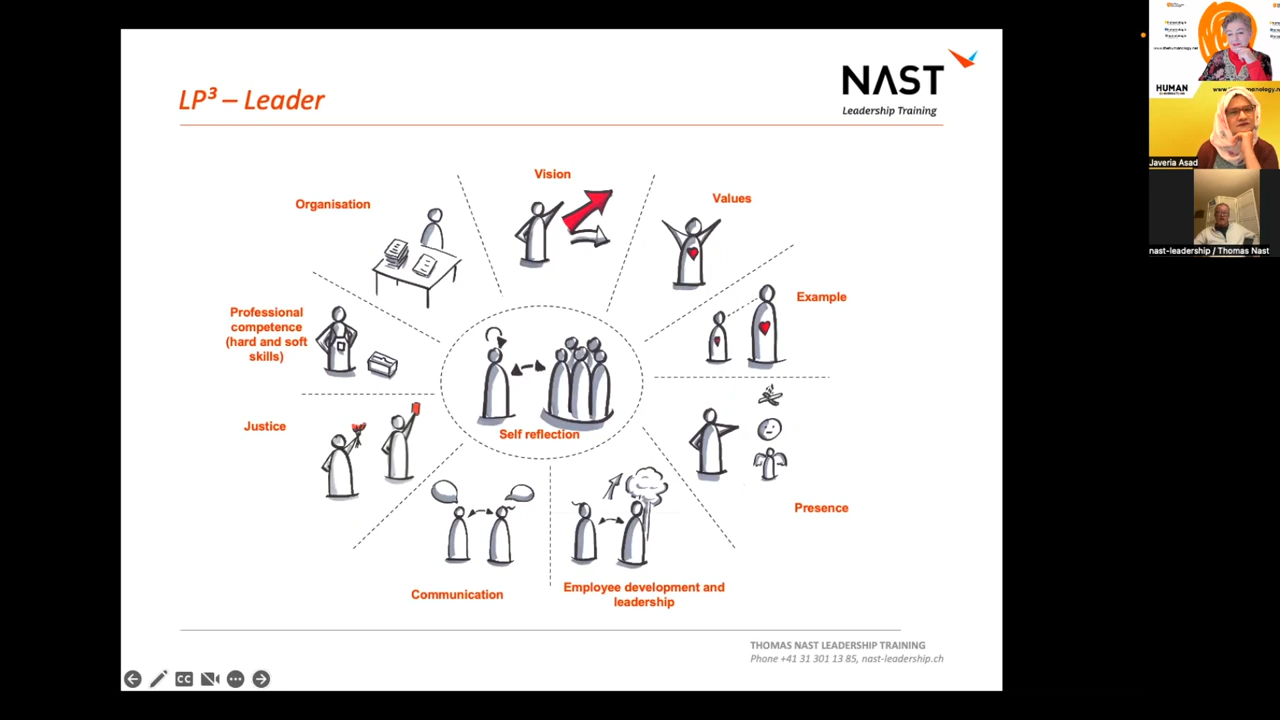 LP³ – Leader
NAST
Leadership Training
Vision
Organisation
Values
Example
Professional
competence
(hard and soft
skills)
Justice
Self reflection
Presence
Communication
Employee development and
leadership
THOMAS NAST LEADERSHIP TRAINING
Phone +41 31 301 13 85, nast-leadership.ch
CC
HUMAN
Javeria Asad
nast-leadership / Thomas Nast